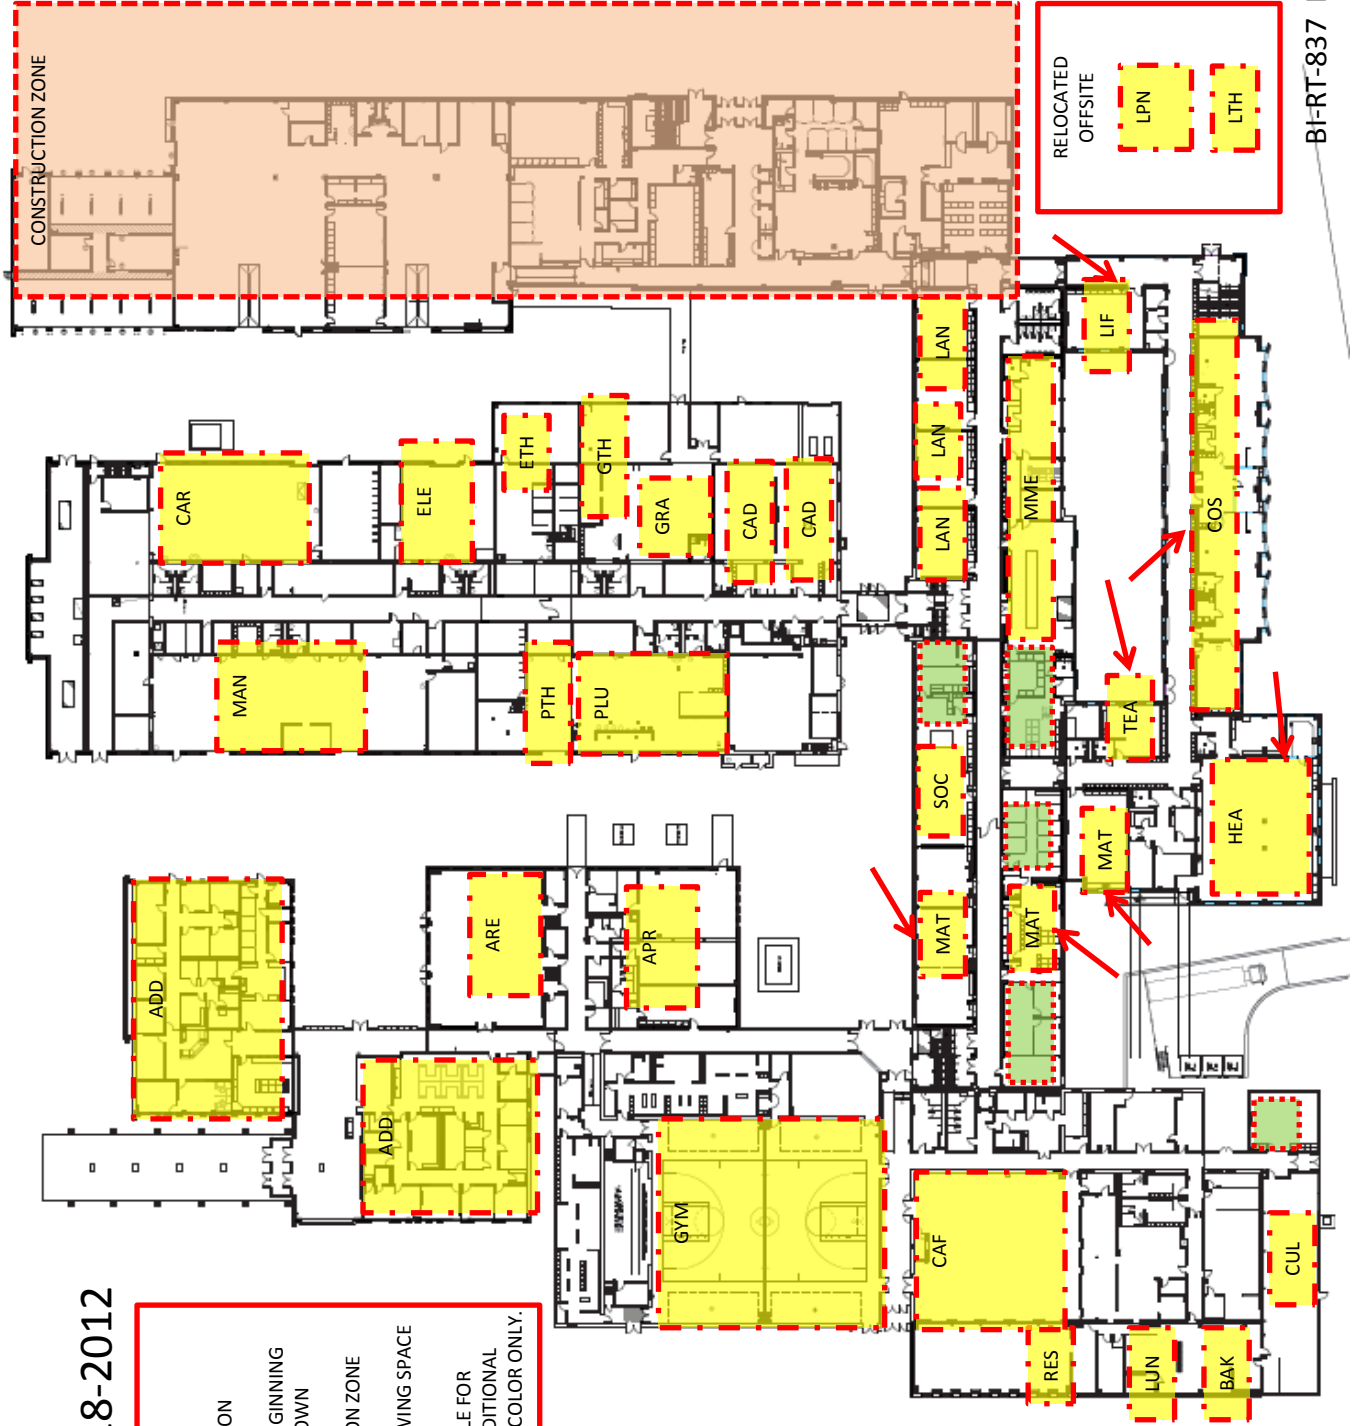 8-2012
ON
GINNING
OWN
ON ZONE
VING SPACE
LE FOR
DITIONAL
COLOR ONLY.
CONSTRUCTION ZONE
RELOCATED
OFFSITE
LPN
LTH
BI-RT-837
ADD
ADD
ARE
APR
GYM
CAF
RES
LUN
BAK
CUL
MAN
PTH
PLU
CAR
ELE
ETH
GTH
GRA
CAD
CAD
LAN
LAN
LAN
SOC
MAT
MAT
MAT
MME
LIF
TEA
COS
HEA